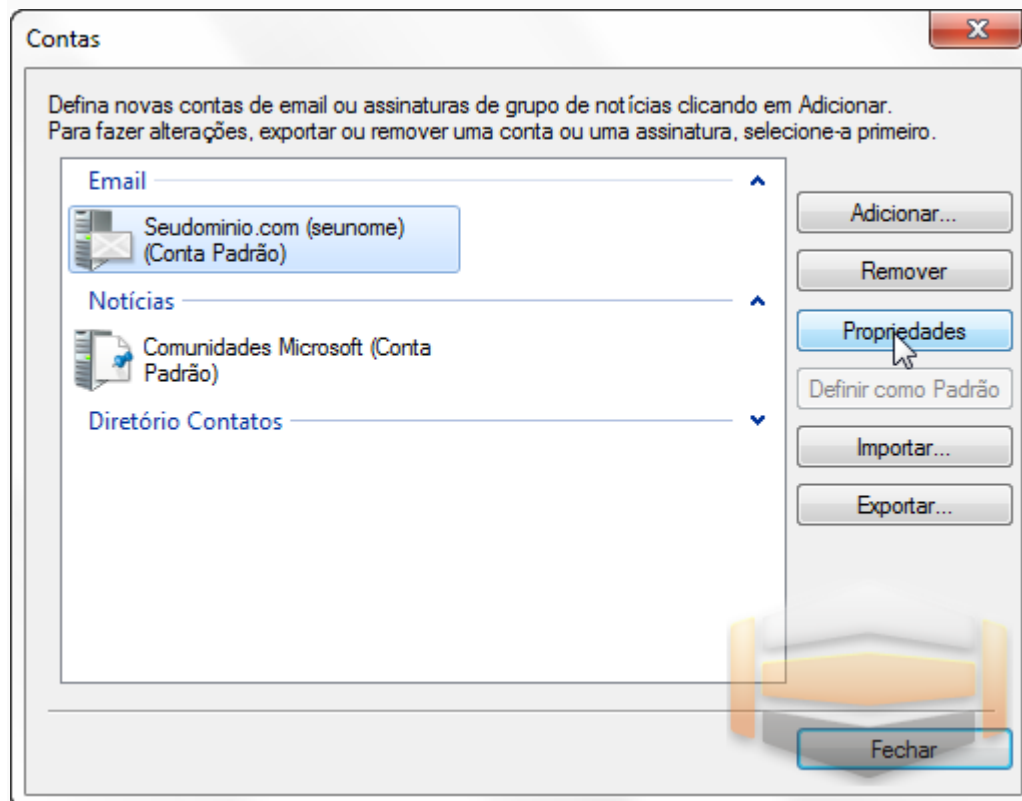 Contas
Defina novas contas de email ou assinaturas de grupo de notícias clicando em Adicionar.
Para fazer alterações, exportar ou remover uma conta ou uma assinatura, selecione-a primeiro.
Email
Seudominio.com (seunome)
(Conta Padrão)
Notícias
Comunidades Microsoft (Conta
Padrão)
Diretório Contatos
Adicionar...
Remover
Propriedades
Definir como Padrão
Importar...
Exportar...
Fechar